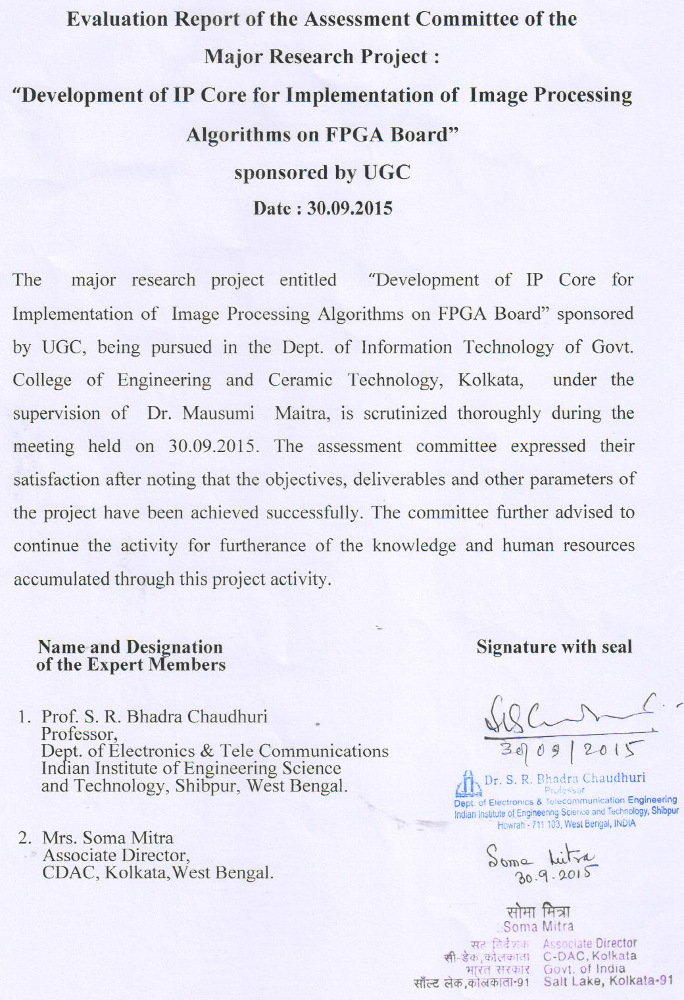 Evaluation Report of the Assessment Committee of the
Major Research Project :
“Development of IP Core for Implementation of Image Processing
Algorithms on FPGA Board”
sponsored by UGC
Date : 30.09.2015
The major research project entitled “Development of IP Core for
Implementation of Image Processing Algorithms on FPGA Board” sponsored
by UGC, being pursued in the Dept. of Information Technology of Govt.
College of Engineering and Ceramic Technology, Kolkata, under the
supervision of Dr. Mausumi Maitra, is scrutinized thoroughly during the
meeting held on 30.09.2015. The assessment committee expressed their
satisfaction after noting that the objectives, deliverables and other parameters of
the project have been achieved successfully. The committee further advised to
continue the activity for furtherance of the knowledge and human resources
accumulated through this project activity.
Name and Designation
of the Expert Members
Signature with seal
1. Prof. S. R. Bhadra Chaudhuri
Professor,
Dept. of Electronics & Tele Communications
Indian Institute of Engineering Science
and Technology, Shibpur, West Bengal.
30/09/2015
Dr. S. R. Bhadra Chaudhuri
Professor
Dept. of Electronics & Telecommunication Engineering
Indian Institute of Engineering Science and Technology, Shibpur
Howrah - 711 103, West Bengal, INDIA
2. Mrs. Soma Mitra
Associate Director,
CDAC, Kolkata,West Bengal.
Soma Mitra
30.9.2015
सोमा मित्रा
Soma Mitra
सह निर्देशक Associate Director
सी-डेक,कोलकाता C-DAC, Kolkata
भारत सरकार Govt. of India
सॉल्ट लेक,कोलकाता-91 Salt Lake, Kolkata-91